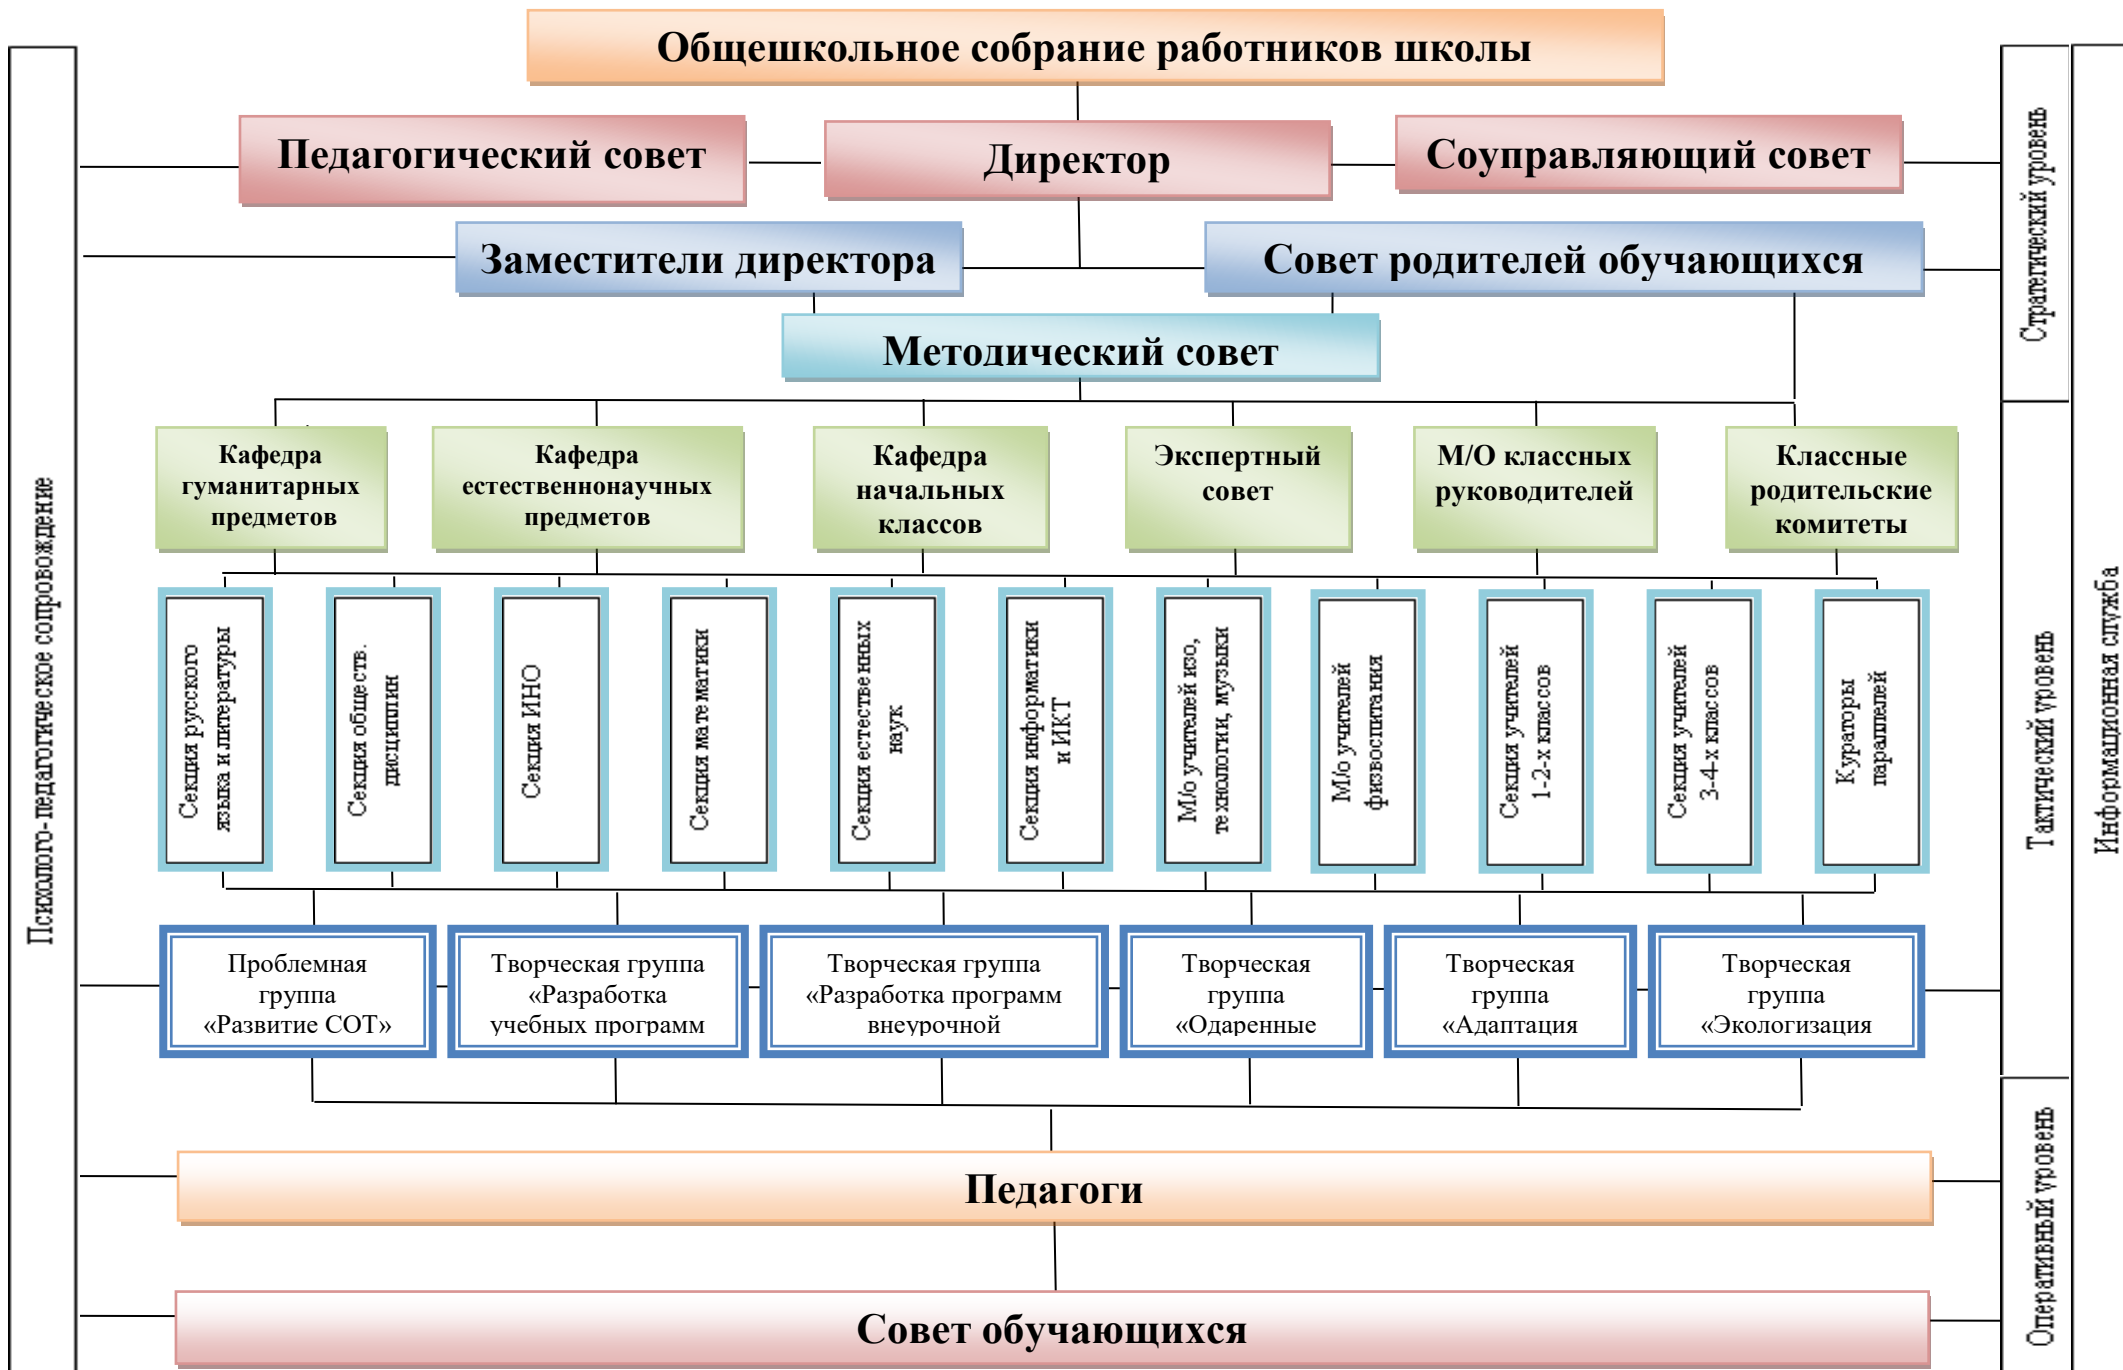 Общешкольное собрание работников школы
Педагогический совет
Директор
Соуправляющий совет
Заместители директора
Совет родителей обучающихся
Методический совет
Кафедра
гуманитарных
предметов
Кафедра
естественнонаучных
предметов
Кафедра
начальных
классов
Экспертный
совет
М/О классных
руководителей
Классные
родительские
комитеты
Секция русского
языка и литературы
Секция обществ.
дисциплин
Секция ИНО
Секция математики
Секция естественных
наук
Секция информатики
и ИКТ
М/о учителей изо,
технологии, музыки
М/о учителей
физвоспитания
Секция учителей
1-2-х классов
Секция учителей
3-4-х классов
Кураторы
параллелей
Проблемная
группа
«Развитие СОТ»
Творческая группа
«Разработка
учебных программ
Творческая группа
«Разработка программ
внеурочной
Творческая
группа
«Одаренные
Творческая
группа
«Адаптация
Творческая
группа
«Экологизация
Педагоги
Совет обучающихся
Психолого-педагогическое сопровождение
Стратегический уровень
Тактический уровень
Оперативный уровень
Информационная служба